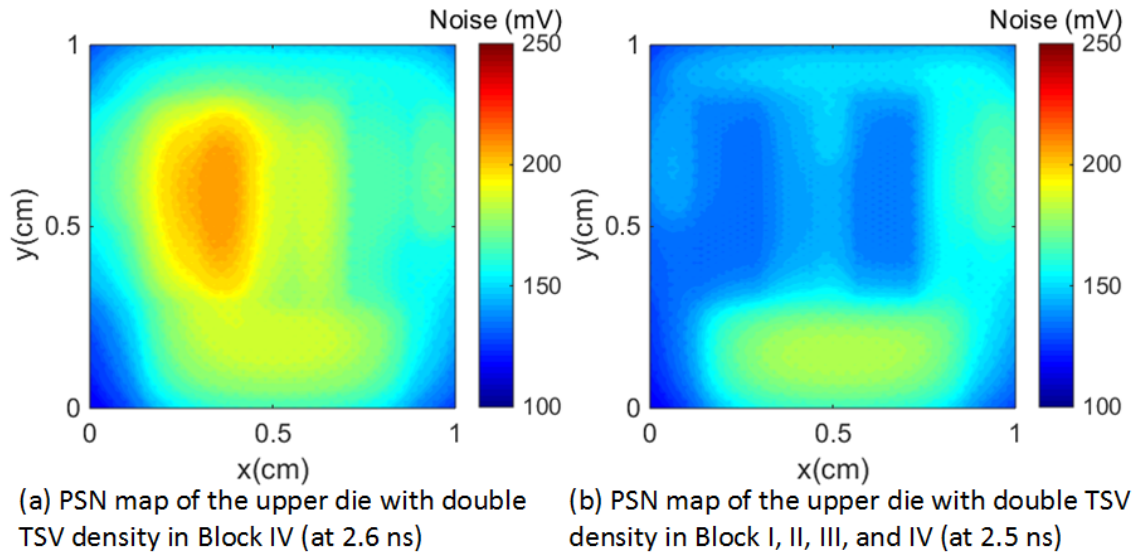 Noise (mV)
Noise (mV)
1
250
1
250
200
200
y(cm)
0.5
y(cm)
0.5
150
150
0
100
0
100
0
0.5
1
0
0.5
1
x(cm)
x(cm)
(a) PSN map of the upper die with double
TSV density in Block IV (at 2.6 ns)
(b) PSN map of the upper die with double TSV
density in Block I, II, III, and IV (at 2.5 ns)